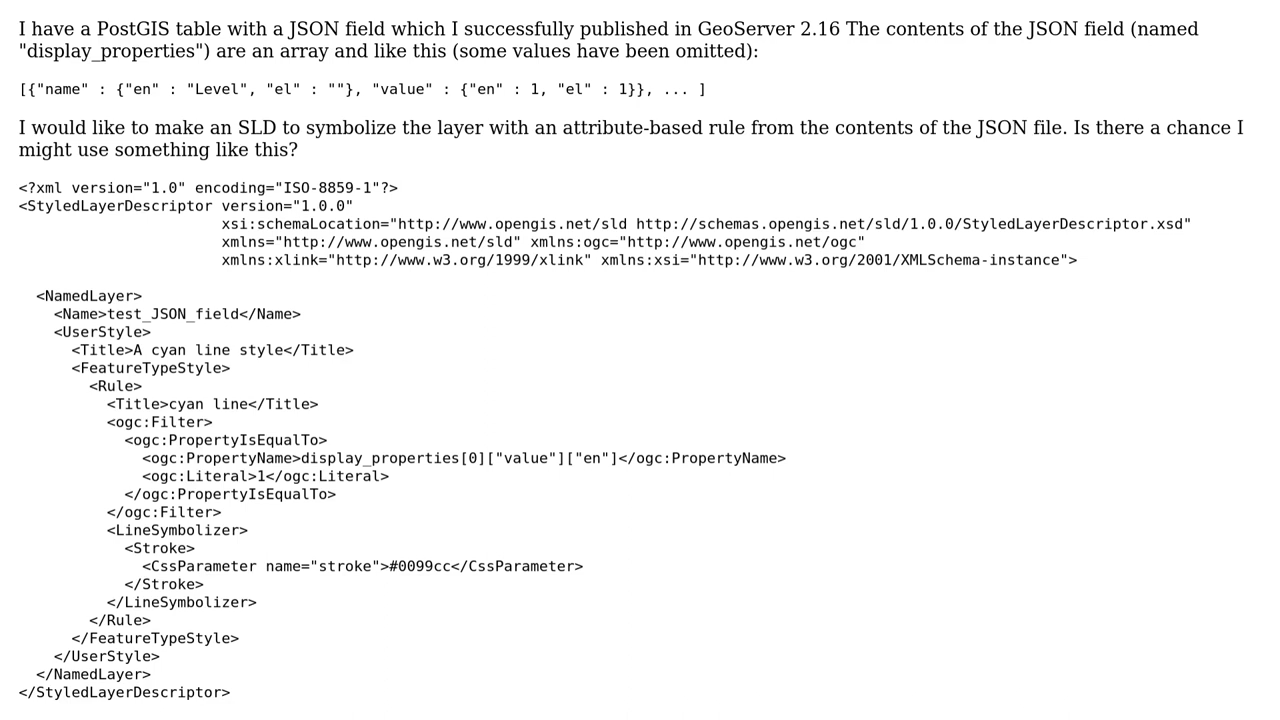 I have a PostGIS table with a JSON field which I successfully published in GeoServer 2.16 The contents of the JSON field (named
"display_properties") are an array and like this (some values have been omitted):
[{"name" : {"en" : "Level", "el" : ""}, "value" : {"en" : 1, "el" : 1}}, ... ]
I would like to make an SLD to symbolize the layer with an attribute-based rule from the contents of the JSON file. Is there a chance I
might use something like this?
<?xml version="1.0" encoding="ISO-8859-1"?>
<StyledLayerDescriptor version="1.0.0"
                       xsi:schemaLocation="http://www.opengis.net/sld http://schemas.opengis.net/sld/1.0.0/StyledLayerDescriptor.xsd"
                       xmlns="http://www.opengis.net/sld" xmlns:ogc="http://www.opengis.net/ogc"
                       xmlns:xlink="http://www.w3.org/1999/xlink" xmlns:xsi="http://www.w3.org/2001/XMLSchema-instance">
  <NamedLayer>
    <Name>test_JSON_field</Name>
    <UserStyle>
      <Title>A cyan line style</Title>
      <FeatureTypeStyle>
        <Rule>
          <Title>cyan line</Title>
          <ogc:Filter>
            <ogc:PropertyIsEqualTo>
              <ogc:PropertyName>display_properties[0]["value"]["en"]</ogc:PropertyName>
              <ogc:Literal>1</ogc:Literal>
            </ogc:PropertyIsEqualTo>
          </ogc:Filter>
          <LineSymbolizer>
            <Stroke>
              <CssParameter name="stroke">#0099cc</CssParameter>
            </Stroke>
          </LineSymbolizer>
        </Rule>
      </FeatureTypeStyle>
    </UserStyle>
  </NamedLayer>
</StyledLayerDescriptor>